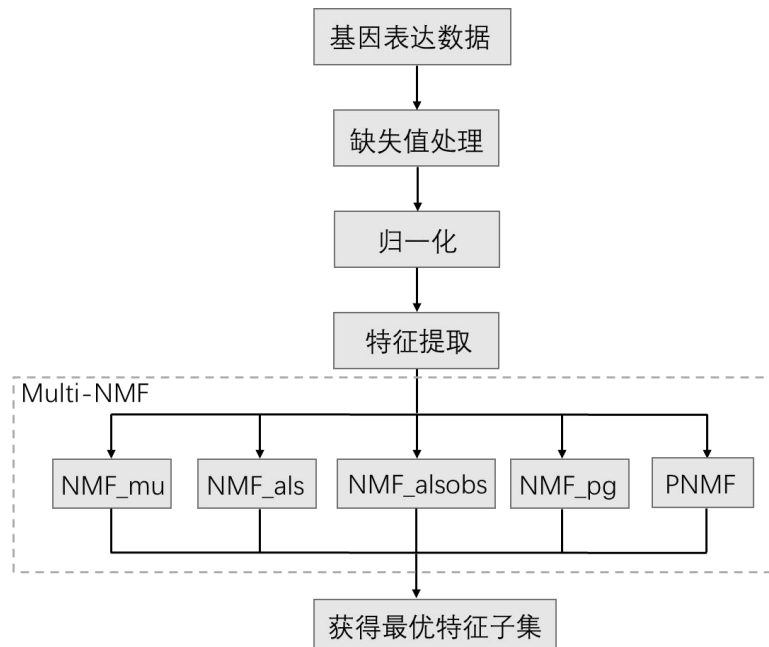 基因表达数据
缺失值处理
归一化
特征提取
Multi-NMF
NMF_mu
NMF_als
NMF_alsobs
NMF_pg
PNMF
获得最优特征子集